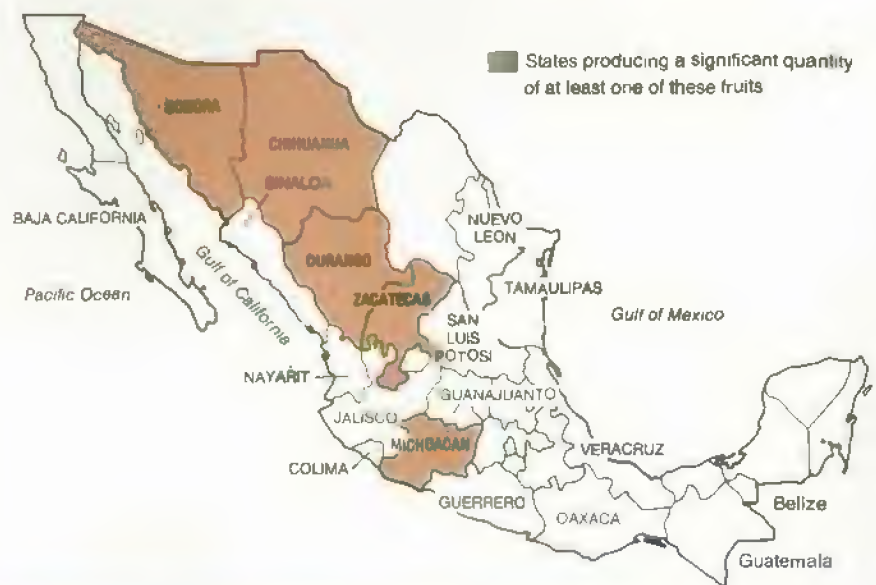 States producing a significant quantity
of at least one of these fruits
SONORA
CHIHUAHUA
SINALOA
BAJA CALIFORNIA
NUEVO
LEON
DURANGO
Gulf of California
Pacific Ocean
ZACATECAS
TAMAULIPAS
Gulf of Mexico
SAN
LUIS
POTOSI
NAYARIT
GUANAJUANTO
JALISCO
MICHOACAN
COLIMA
VERACRUZ
GUERRERO
OAXACA
Belize
Guatemala